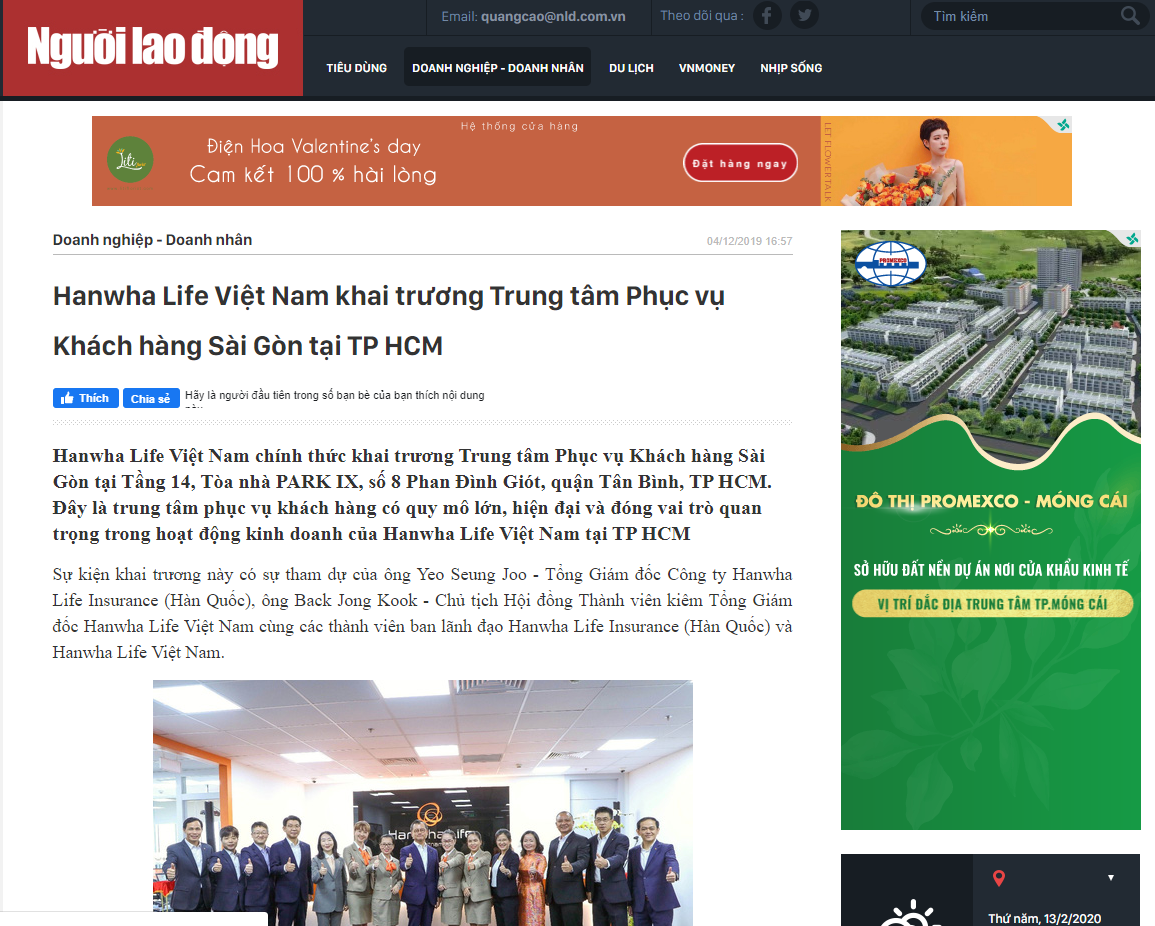 Người lao động
Email: quangcao@nld.com.vn
Theo dõi qua :
Tìm kiếm
TIÊU DÙNG
DOANH NGHIỆP - DOANH NHÂN
DU LỊCH
VNMONEY
NHỊP SỐNG
Hệ thống cửa hàng
Liti
Điện Hoa Valentine's day
Cam kết 100 % hài lòng
Đặt hàng ngay
LET FLOWER TALK
Doanh nghiệp - Doanh nhân
04/12/2019 16:57
Hanwha Life Việt Nam khai trương Trung tâm Phục vụ
Khách hàng Sài Gòn tại TP HCM
Thích
Chia sẻ
Hãy là người đầu tiên trong số bạn bè của bạn thích nội dung
Hanwha Life Việt Nam chính thức khai trương Trung tâm Phục vụ Khách hàng Sài
Gòn tại Tầng 14, Tòa nhà PARK IX, số 8 Phan Đình Giót, quận Tân Bình, TP HCM.
Đây là trung tâm phục vụ khách hàng có quy mô lớn, hiện đại và đóng vai trò quan
trọng trong hoạt động kinh doanh của Hanwha Life Việt Nam tại TP HCM
Sự kiện khai trương này có sự tham dự của ông Yeo Seung Joo - Tổng Giám đốc Công ty Hanwha
Life Insurance (Hàn Quốc), ông Back Jong Kook - Chủ tịch Hội đồng Thành viên kiêm Tổng Giám
đốc Hanwha Life Việt Nam cùng các thành viên ban lãnh đạo Hanwha Life Insurance (Hàn Quốc) và
Hanwha Life Việt Nam.
Hanwha Life
PROMEXCO
ĐÔ THỊ PROMEXCO - MÓNG CÁI
SỞ HỮU ĐẤT NỀN DỰ ÁN NƠI CỬA KHẨU KINH TẾ
VỊ TRÍ ĐẮC ĐỊA TRUNG TÂM TP.MÓNG CÁI
Thứ năm, 13/2/2020